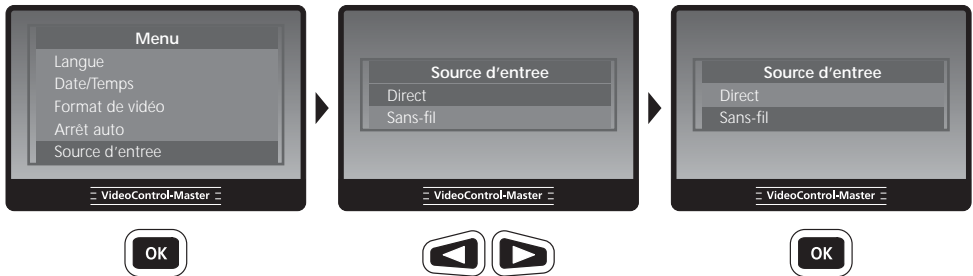 Menu
Langue
Date/Temps
Format de vidéo
Arrêt auto
Source d'entree
VideoControl-Master
OK
Source d'entree
Direct
Sans-fil
VideoControl-Master
Source d'entree
Direct
Sans-fil
VideoControl-Master
OK